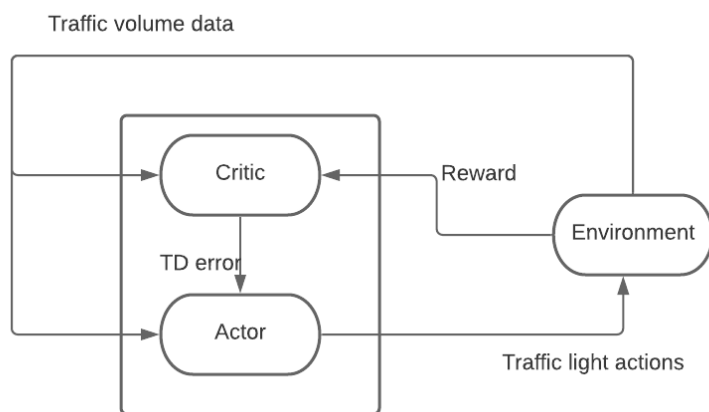 Traffic volume data
Critic
Reward
Environment
TD error
Actor
Traffic light actions